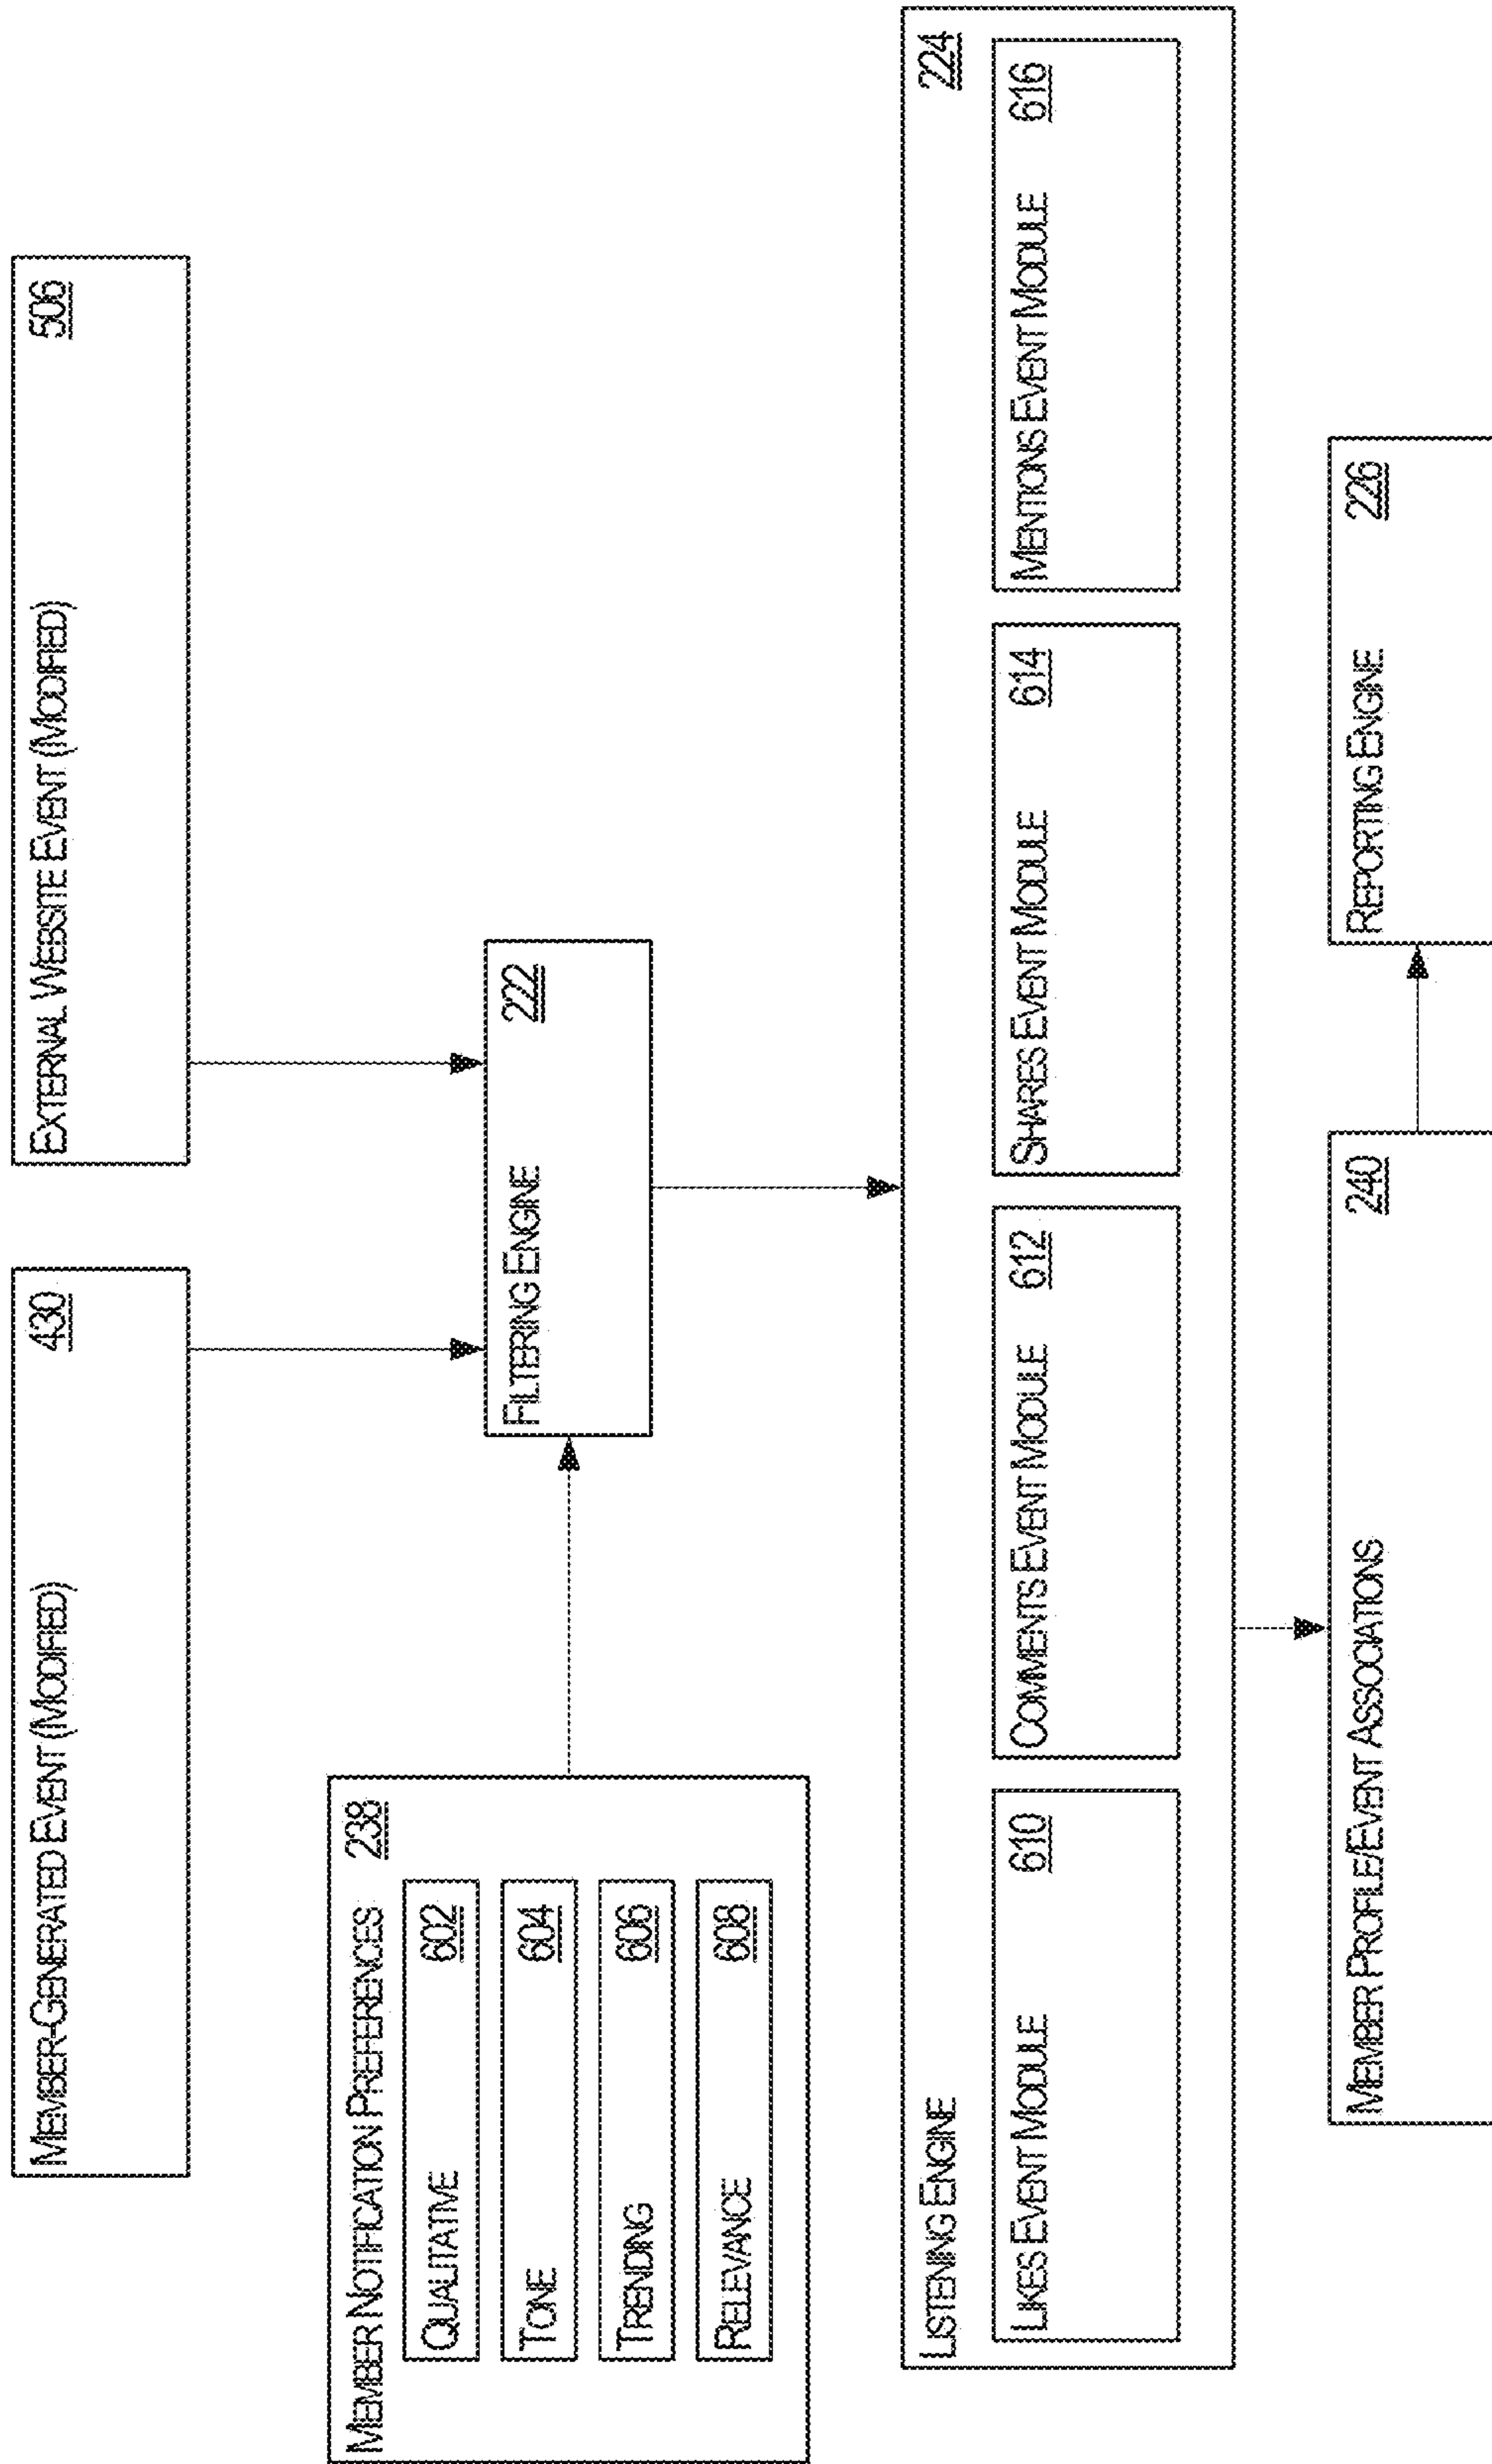 MEMBER-GENERATED EVENT (MODIFIED) 430
EXTERNAL WEBSITE EVENT (MODIFIED) 506
MEMBER NOTIFICATION PREFERENCES 238
QUALITATIVE 602
TONE 604
TRENDING 606
RELEVANCE 608
FILTERING ENGINE 222
LISTENING ENGINE 224
LIKES EVENT MODULE 610
COMMENTS EVENT MODULE 612
SHARES EVENT MODULE 614
MENTIONS EVENT MODULE 616
MEMBER PROFILE/EVENT ASSOCIATIONS 240
REPORTING ENGINE 226